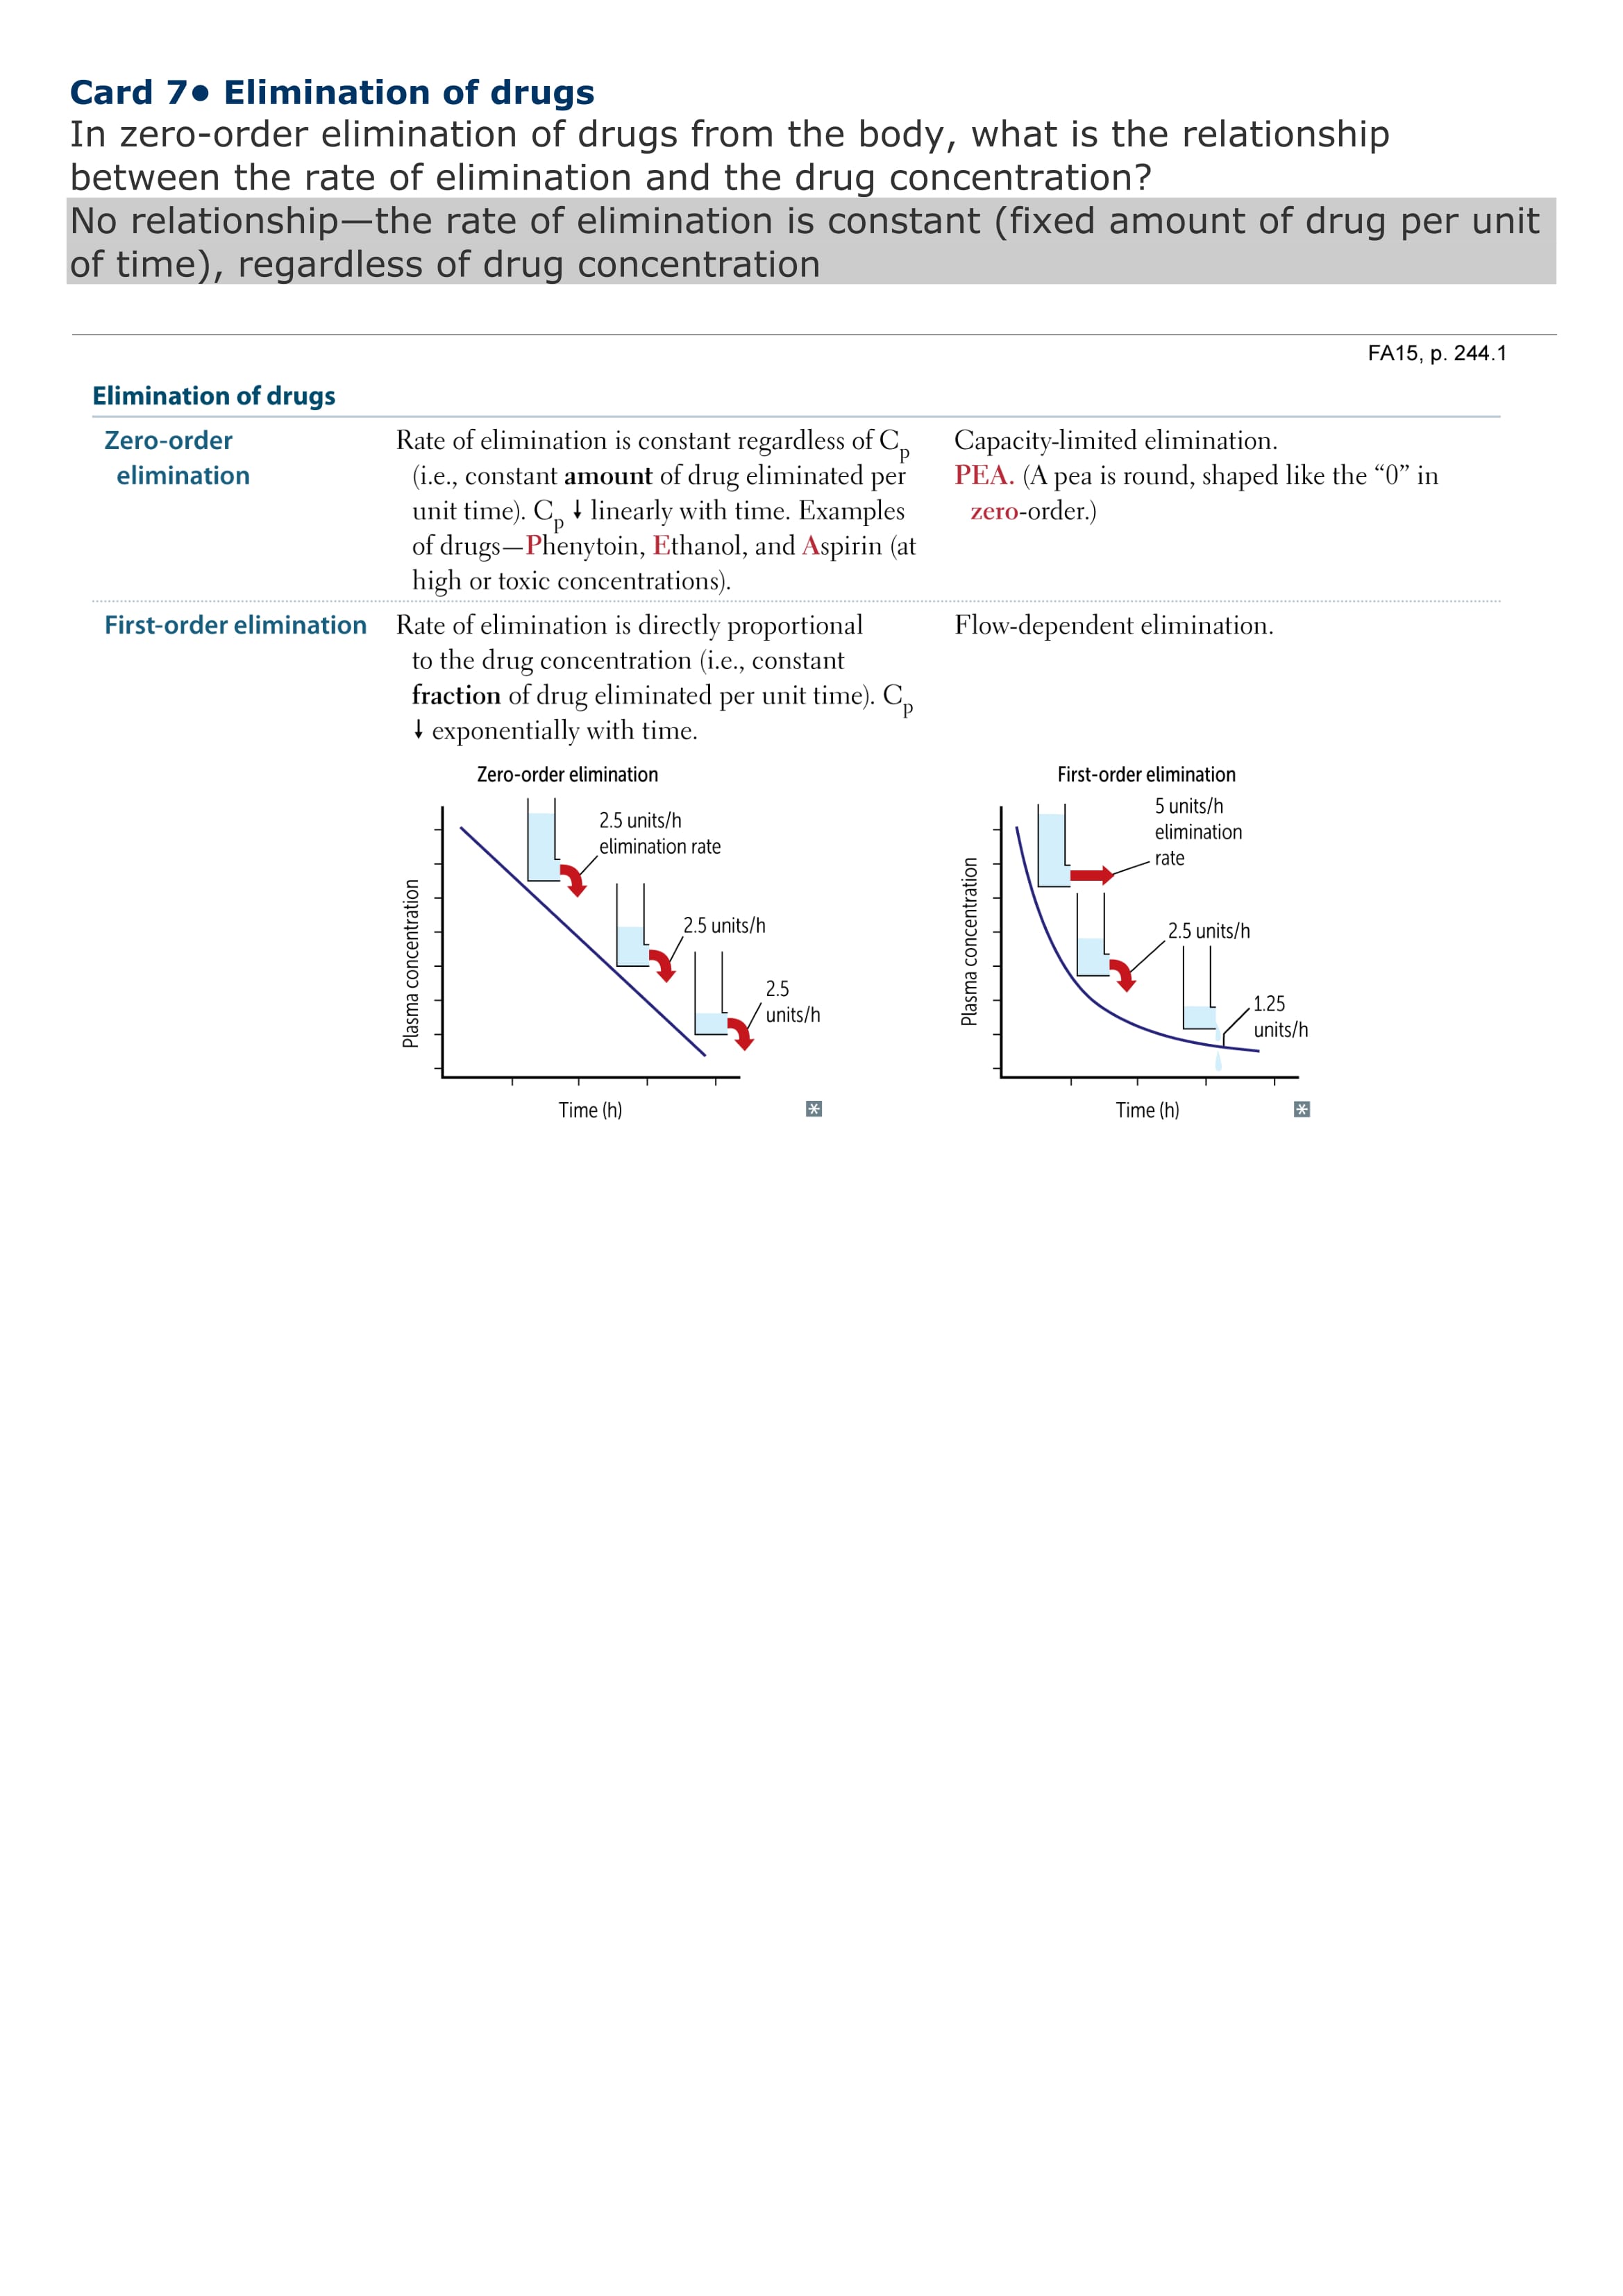 Card 7● Elimination of drugs
In zero-order elimination of drugs from the body, what is the relationship
between the rate of elimination and the drug concentration?
No relationship—the rate of elimination is constant (fixed amount of drug per unit
of time), regardless of drug concentration
FA15, p. 244.1
Elimination of drugs
Zero-order
elimination
Rate of elimination is constant regardless of Cp
(i.e., constant amount of drug eliminated per
unit time). Cp ↓ linearly with time. Examples
of drugs—Phenytoin, Ethanol, and Aspirin (at
high or toxic concentrations).
Capacity-limited elimination.
PEA. (A pea is round, shaped like the “0” in
zero-order.)
First-order elimination
Rate of elimination is directly proportional
to the drug concentration (i.e., constant
fraction of drug eliminated per unit time). Cp
↓ exponentially with time.
Flow-dependent elimination.
Zero-order elimination
2.5 units/h
elimination rate
2.5 units/h
2.5
units/h
Plasma concentration
Time (h)
*
First-order elimination
5 units/h
elimination
rate
2.5 units/h
1.25
units/h
Plasma concentration
Time (h)
*